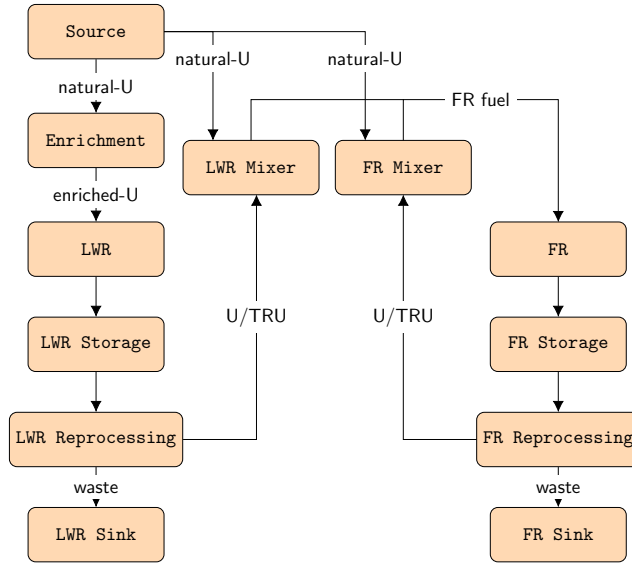 Source
natural-U
natural-U
natural-U
FR fuel
Enrichment
LWR Mixer
FR Mixer
enriched-U
LWR
FR
U/TRU
U/TRU
LWR Storage
FR Storage
LWR Reprocessing
FR Reprocessing
waste
waste
LWR Sink
FR Sink